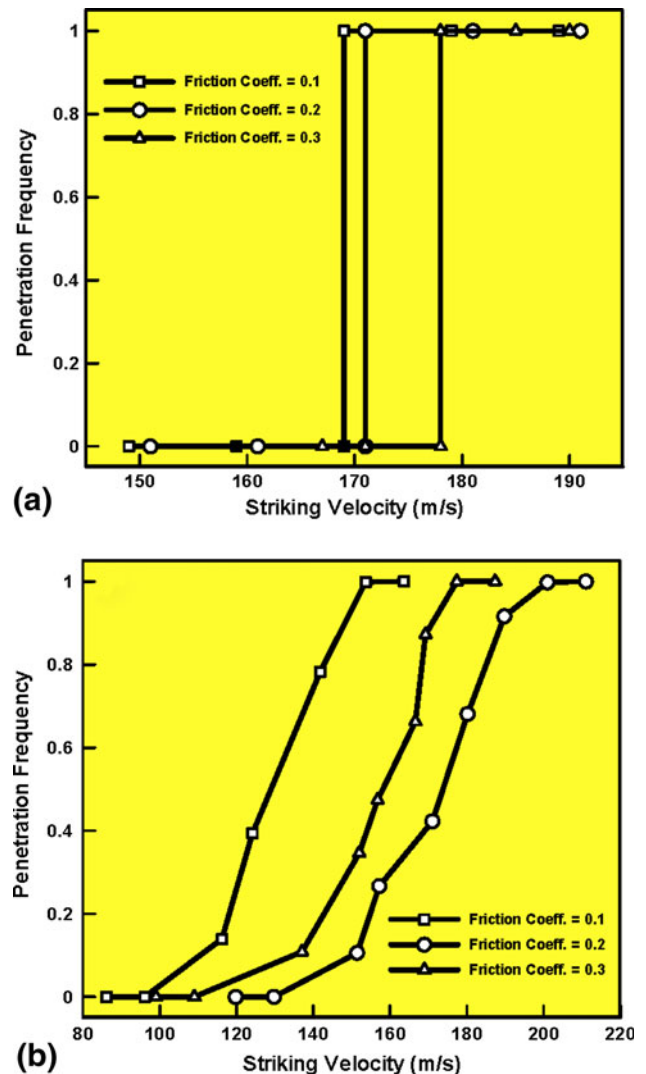 1
0.8
0.6
0.4
0.2
0
Penetration Frequency
Friction Coeff. = 0.1
Friction Coeff. = 0.2
Friction Coeff. = 0.3
150 160 170 180 190
Striking Velocity (m/s)
(a)
1
0.8
0.6
0.4
0.2
0
Penetration Frequency
Friction Coeff. = 0.1
Friction Coeff. = 0.2
Friction Coeff. = 0.3
80 100 120 140 160 180 200 220
Striking Velocity (m/s)
(b)